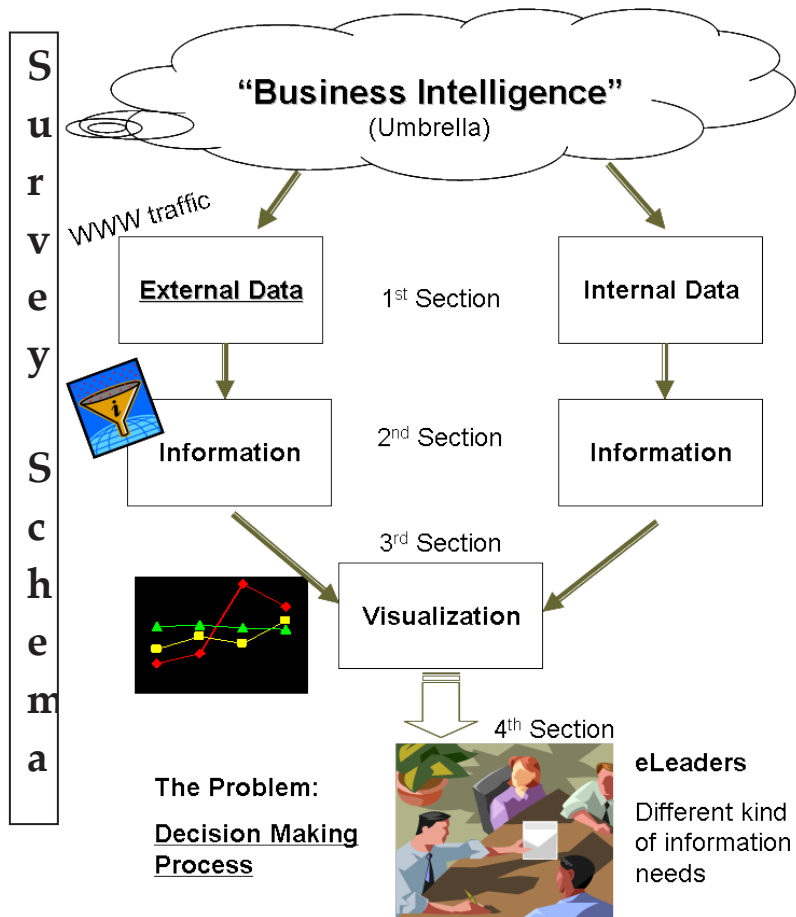 Survey Schema
“Business Intelligence”
(Umbrella)
WWW traffic
External Data
1st Section
Internal Data
i
Information
2nd Section
Information
3rd Section
Visualization
4th Section
The Problem:
Decision Making
Process
eLeaders
Different kind
of information
needs